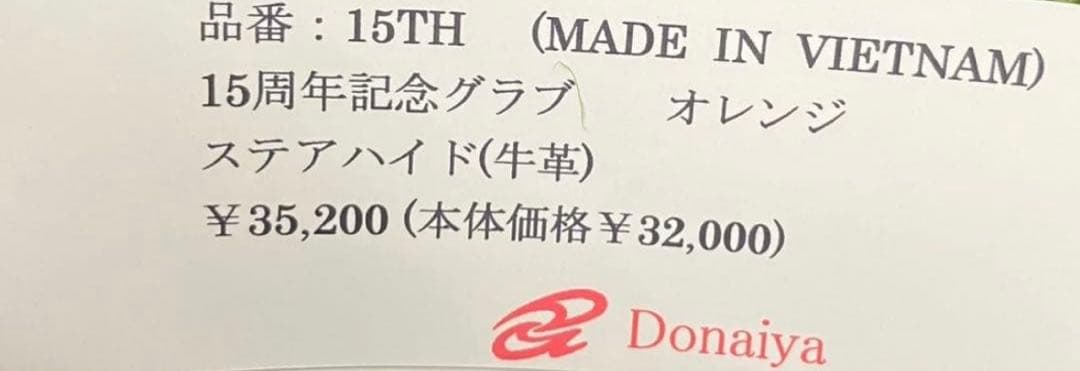 品番：15TH　(MADE IN VIETNAM)
15周年記念グラブ　オレンジ
ステアハイド(牛革)
￥35,200 (本体価格￥32,000)
Donaiya